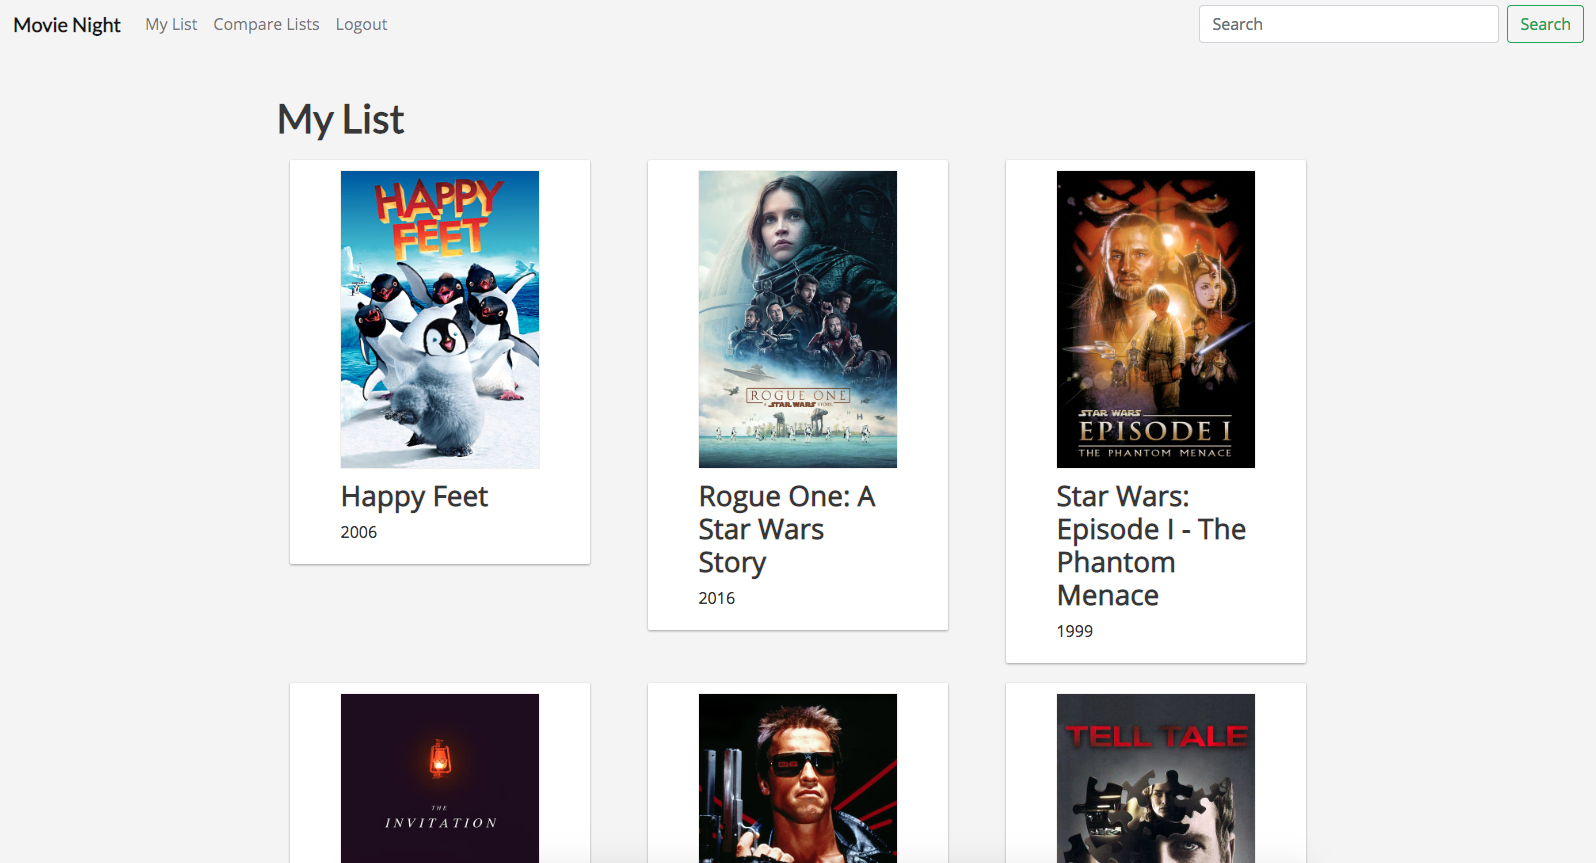 Movie Night My List Compare Lists Logout Search Search
My List
HAPPY
FEET
Happy Feet
2006
ROGUE ONE
A STAR WARS STORY
Rogue One: A
Star Wars
Story
2016
STAR WARS
EPISODE I
THE PHANTOM MENACE
Star Wars:
Episode I - The
Phantom
Menace
1999
THE
INVITATION
TELL TALE